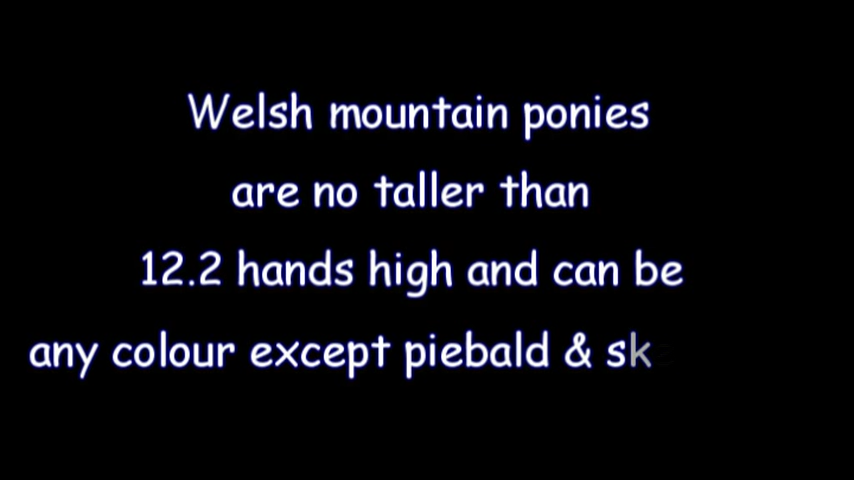 Welsh mountain ponies
are no taller than
12.2 hands high and can be
any colour except piebald & sk